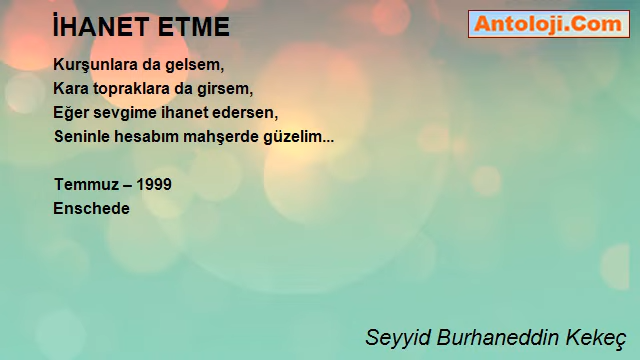 İHANET ETME
Antoloji.Com
Kurşunlara da gelsem,
Kara topraklara da girsem,
Eğer sevgime ihanet edersen,
Seninle hesabım mahşerde güzelim...
Temmuz – 1999
Enschede
Seyyid Burhaneddin Kekeç